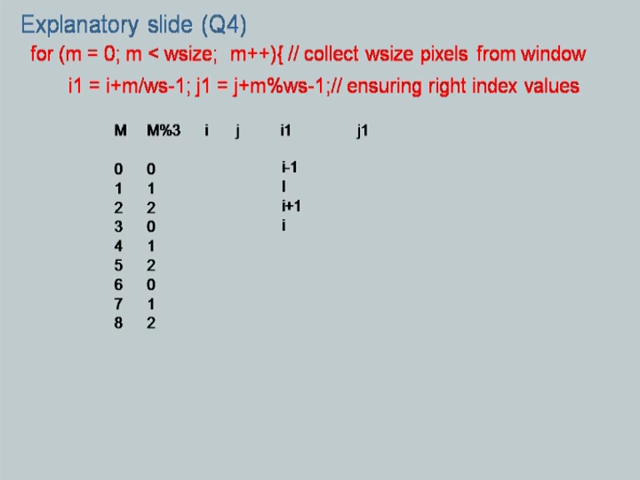 Explanatory slide (Q4)
for (m = 0; m < wsize; m++){ // collect wsize pixels from window
i1 = i+m/ws-1; j1 = j+m%ws-1;// ensuring right index values
M M%3 i j i1 j1
0 0 i-1
1 1 I
2 2 i+1
3 0 i
4 1
5 2
6 0
7 1
8 2